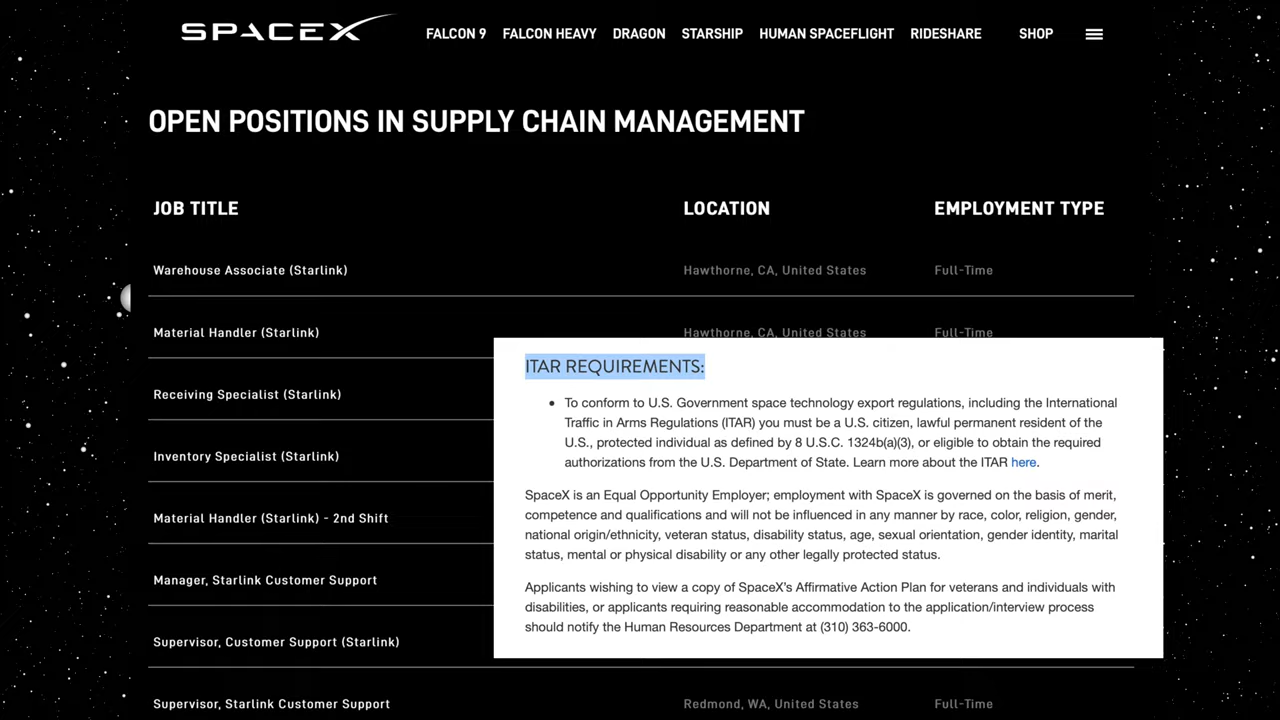 SPACEX FALCON 9 FALCON HEAVY DRAGON STARSHIP HUMAN SPACEFLIGHT RIDESHARE SHOP
OPEN POSITIONS IN SUPPLY CHAIN MANAGEMENT
JOB TITLE LOCATION EMPLOYMENT TYPE
Warehouse Associate (Starlink) Hawthorne, CA, United States Full-Time
Material Handler (Starlink) Hawthorne, CA, United States Full-Time
Receiving Specialist (Starlink)
Inventory Specialist (Starlink)
Material Handler (Starlink) - 2nd Shift
Manager, Starlink Customer Support
Supervisor, Customer Support (Starlink)
Supervisor, Starlink Customer Support Redmond, WA, United States Full-Time
ITAR REQUIREMENTS:
• To conform to U.S. Government space technology export regulations, including the International
Traffic in Arms Regulations (ITAR) you must be a U.S. citizen, lawful permanent resident of the
U.S., protected individual as defined by 8 U.S.C. 1324b(a)(3), or eligible to obtain the required
authorizations from the U.S. Department of State. Learn more about the ITAR here.
SpaceX is an Equal Opportunity Employer; employment with SpaceX is governed on the basis of merit,
competence and qualifications and will not be influenced in any manner by race, color, religion, gender,
national origin/ethnicity, veteran status, disability status, age, sexual orientation, gender identity, marital
status, mental or physical disability or any other legally protected status.
Applicants wishing to view a copy of SpaceX's Affirmative Action Plan for veterans and individuals with
disabilities, or applicants requiring reasonable accommodation to the application/interview process
should notify the Human Resources Department at (310) 363-6000.